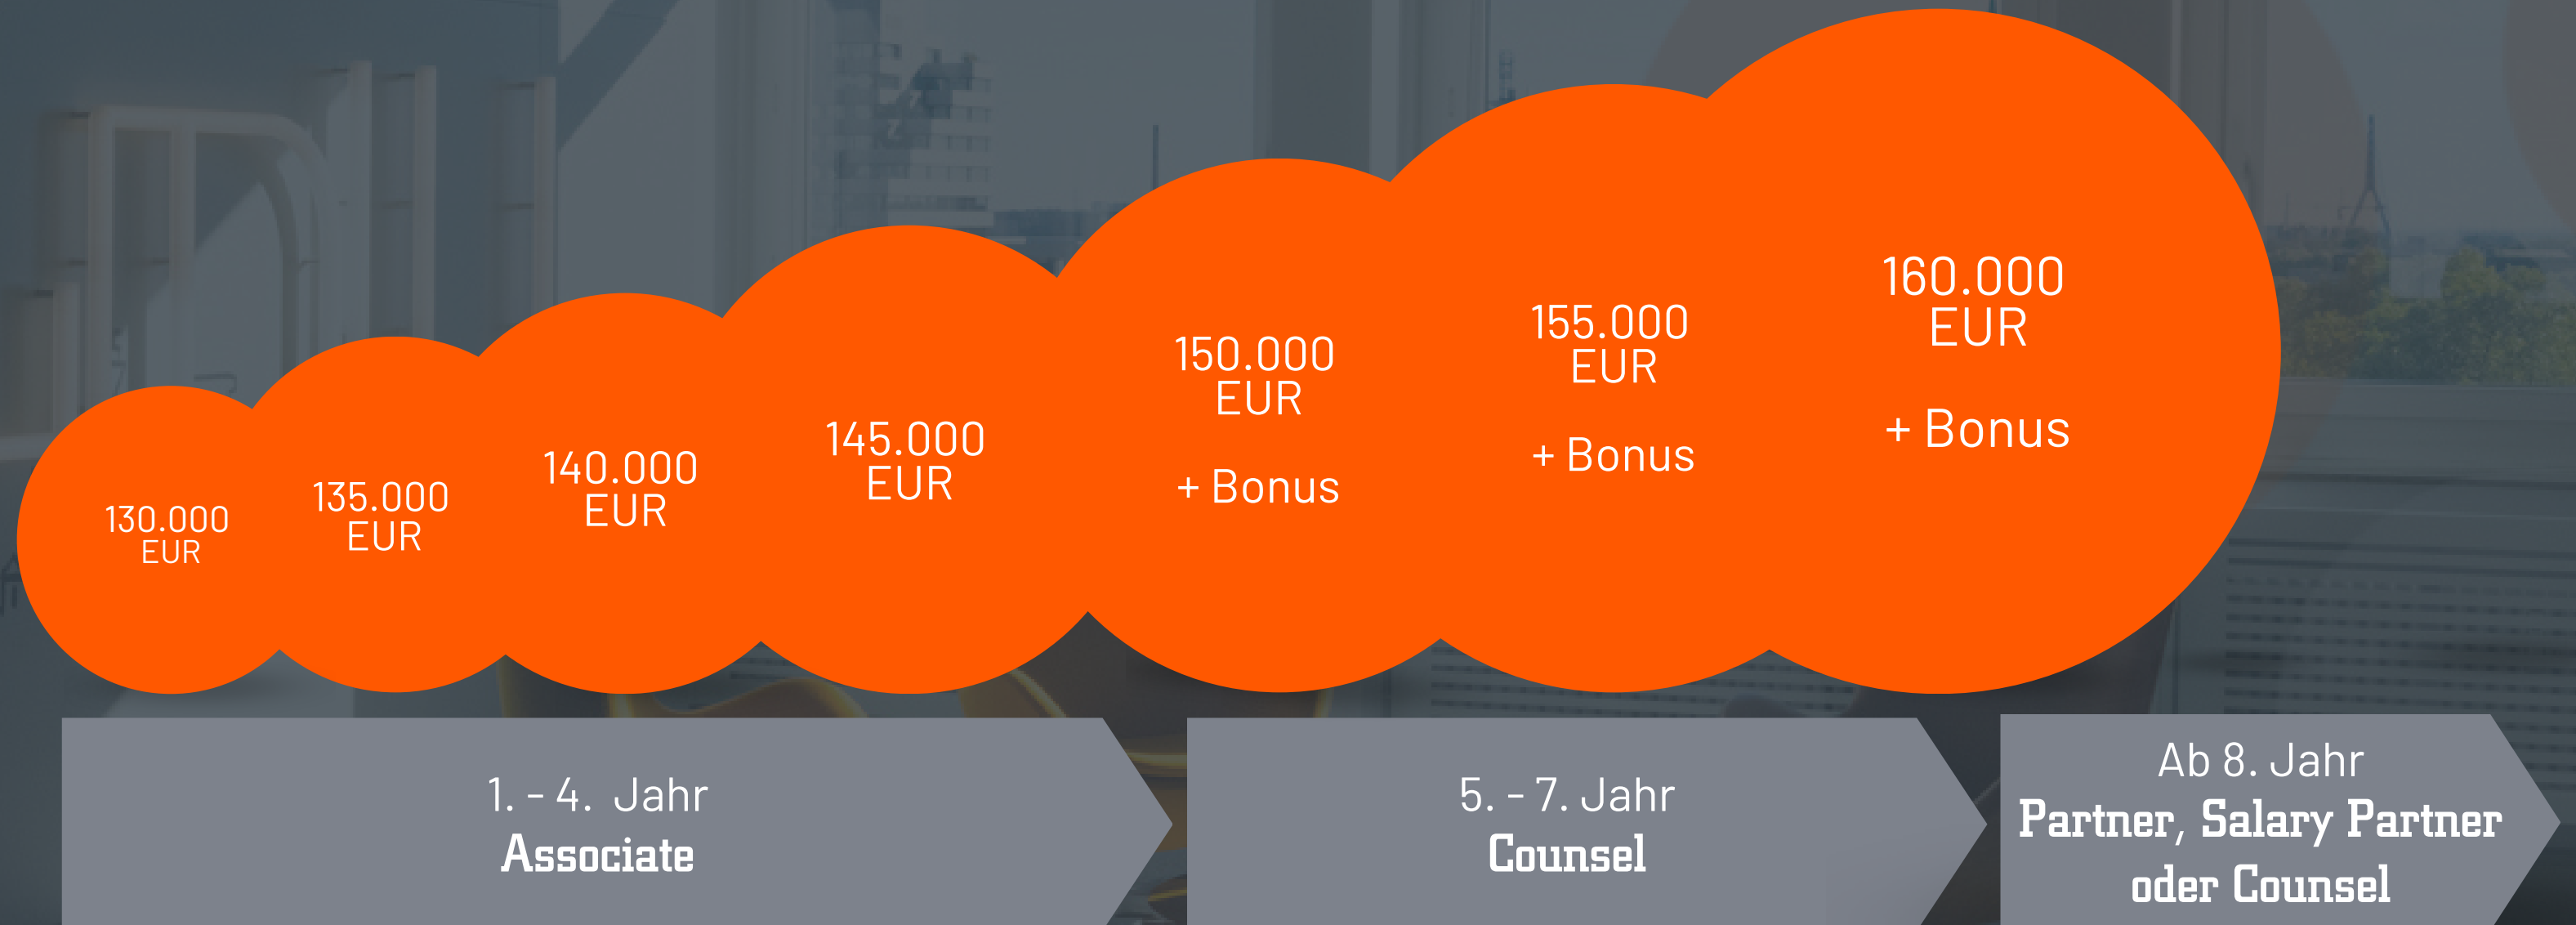 130.000
EUR
135.000
EUR
140.000
EUR
145.000
EUR
150.000
EUR
+ Bonus
155.000
EUR
+ Bonus
160.000
EUR
+ Bonus
1. - 4. Jahr
Associate
5. - 7. Jahr
Counsel
Ab 8. Jahr
Partner, Salary Partner
oder Counsel